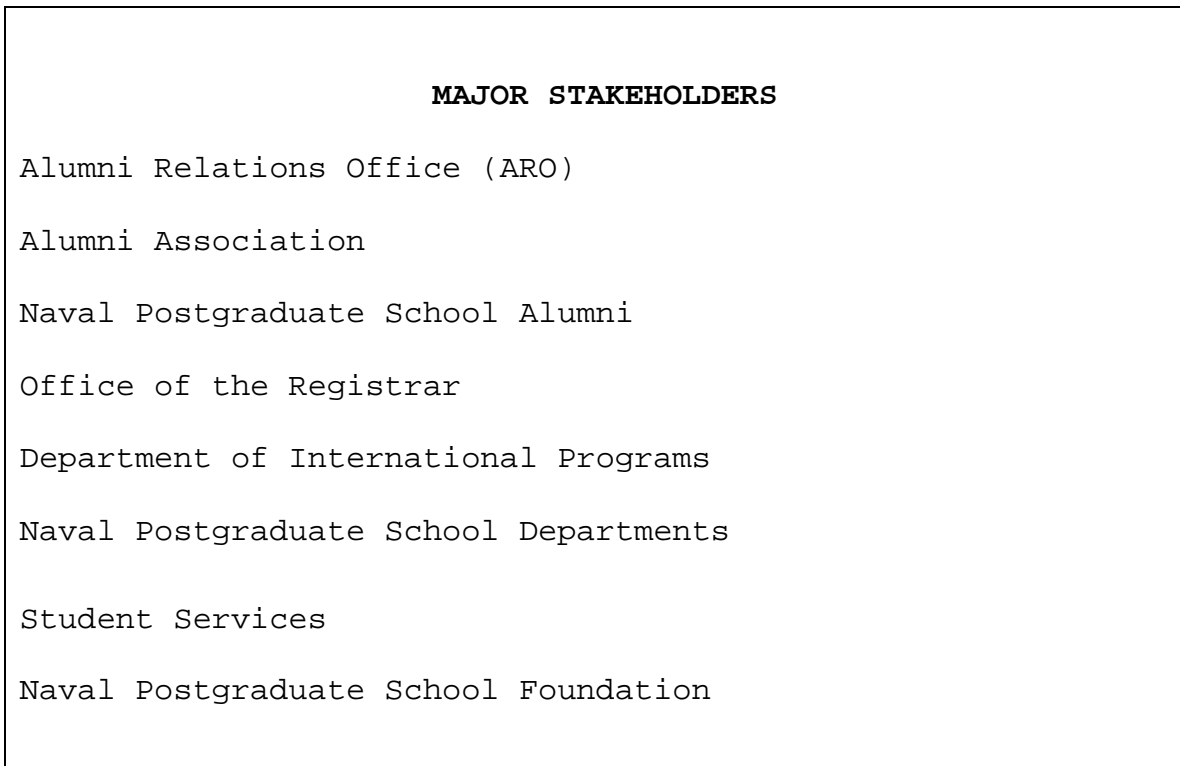 MAJOR STAKEHOLDERS
Alumni Relations Office (ARO)
Alumni Association
Naval Postgraduate School Alumni
Office of the Registrar
Department of International Programs
Naval Postgraduate School Departments
Student Services
Naval Postgraduate School Foundation